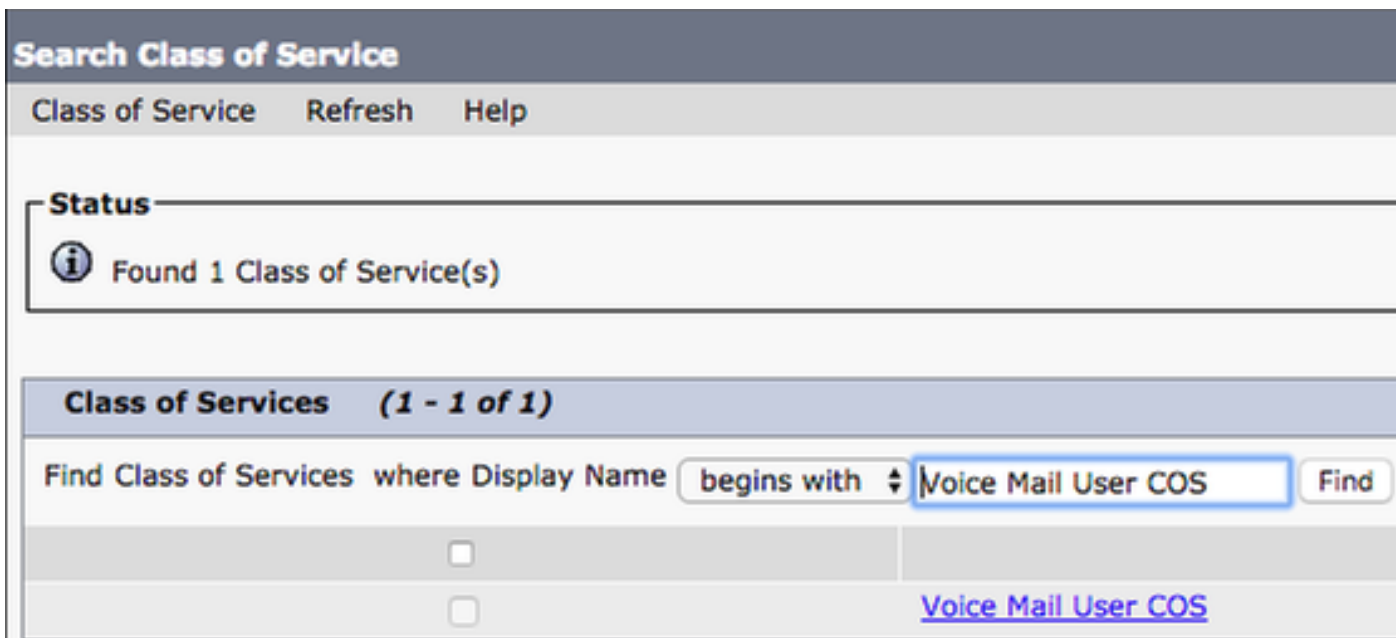 Search Class of Service
Class of Service Refresh Help
Status
Found 1 Class of Service(s)
Class of Services (1 - 1 of 1)
Find Class of Services where Display Name begins with Voice Mail User COS Find
Voice Mail User COS